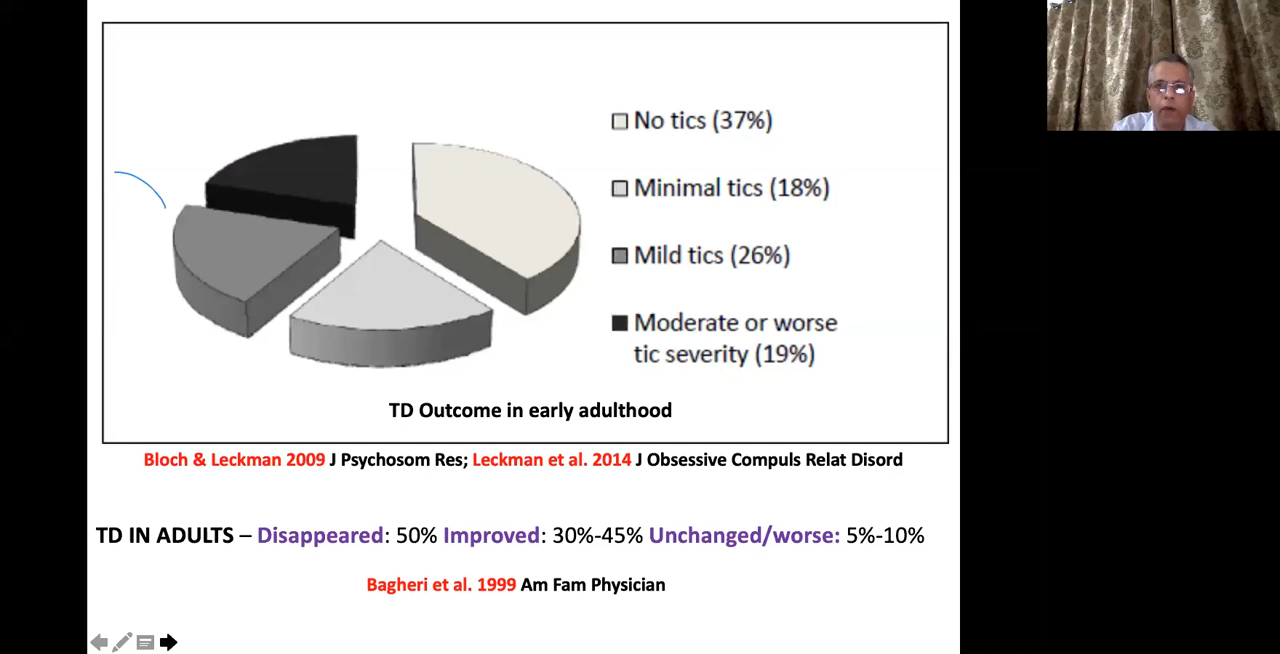 No tics (37%)
Minimal tics (18%)
Mild tics (26%)
Moderate or worse
tic severity (19%)
TD Outcome in early adulthood
Bloch & Leckman 2009 J Psychosom Res; Leckman et al. 2014 J Obsessive Compuls Relat Disord
TD IN ADULTS – Disappeared: 50% Improved: 30%-45% Unchanged/worse: 5%-10%
Bagheri et al. 1999 Am Fam Physician